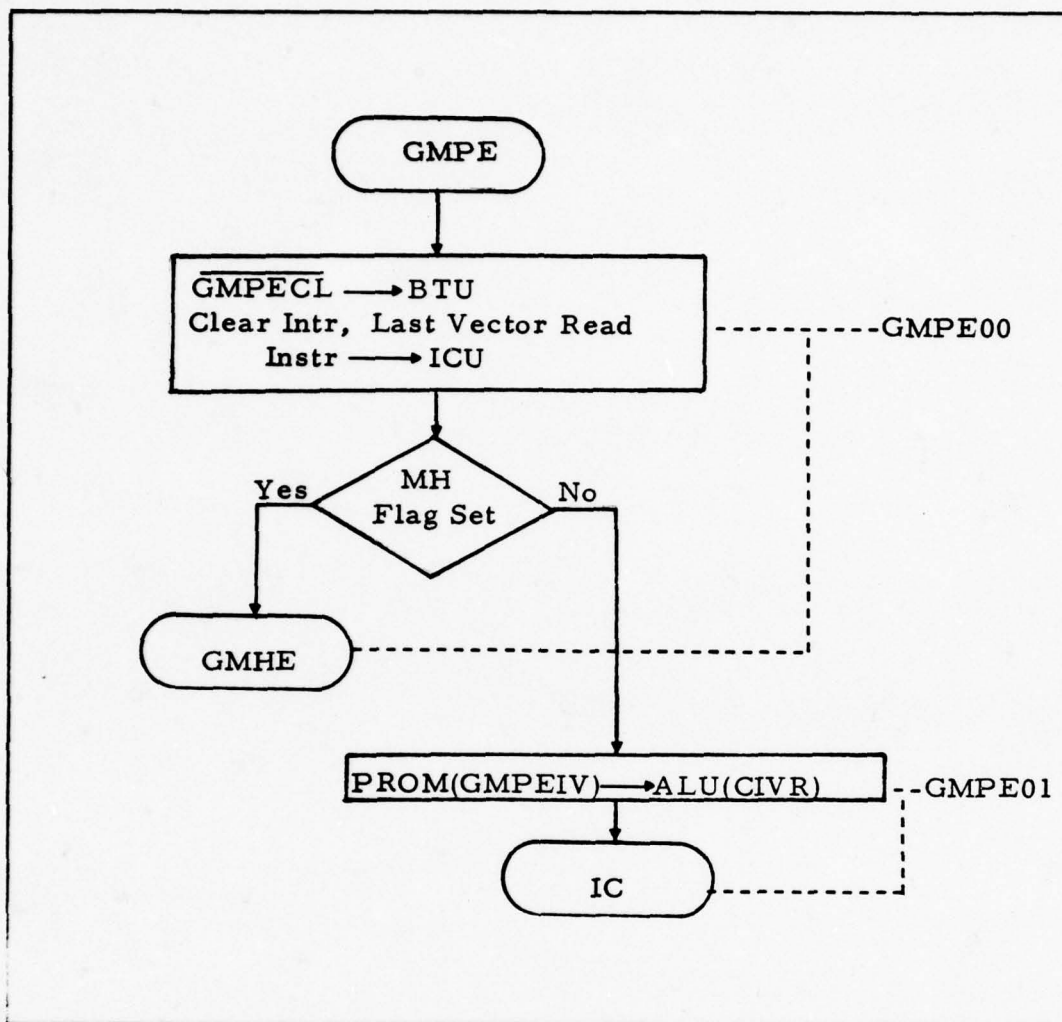 GMPE
G̅M̅P̅E̅C̅L̅ ⟶ BTU
Clear Intr, Last Vector Read
Instr ⟶ ICU
GMPE00
MH
Flag Set
Yes
No
GMHE
PROM(GMPEIV) ⟶ ALU(CIVR)
GMPE01
IC